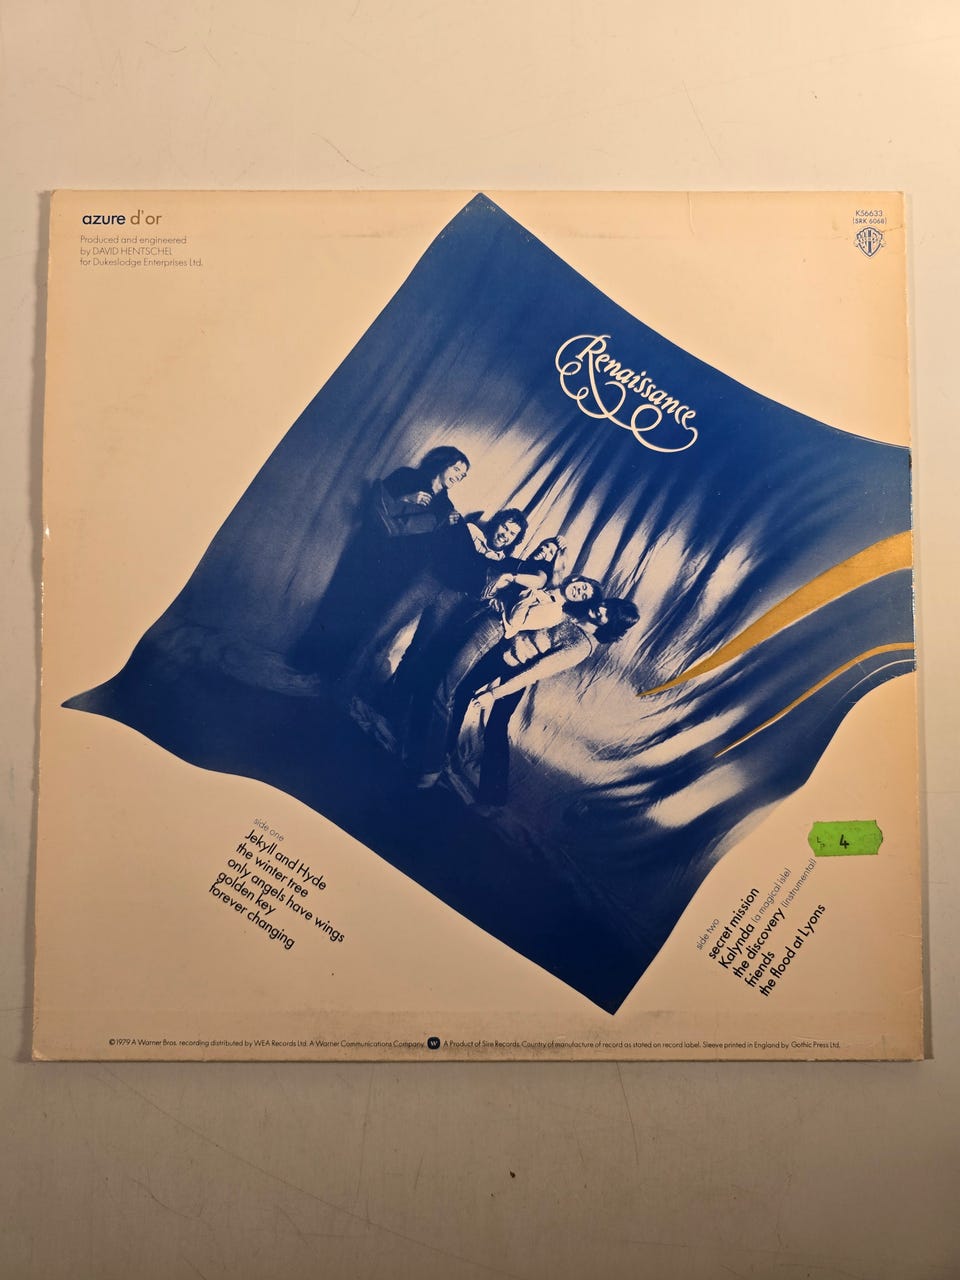 azure d'or
Produced and engineered
by DAVID HENTSCHEL
for Dukeslodge Enterprises Ltd.
K56633
(SRK 6068)
Renaissance
side one
Jekyll and Hyde
the winter tree
only angels have wings
golden key
forever changing
4
side two
secret mission
Kalynda (a magical isle)
the discovery (instrumental)
friends
the flood at Lyons
©1979 A Warner Bros. recording distributed by WEA Records Ltd. A Warner Communications Company. W A Product of Sire Records. Country of manufacture of record as stated on record label. Sleeve printed in England by Gothic Press Ltd.